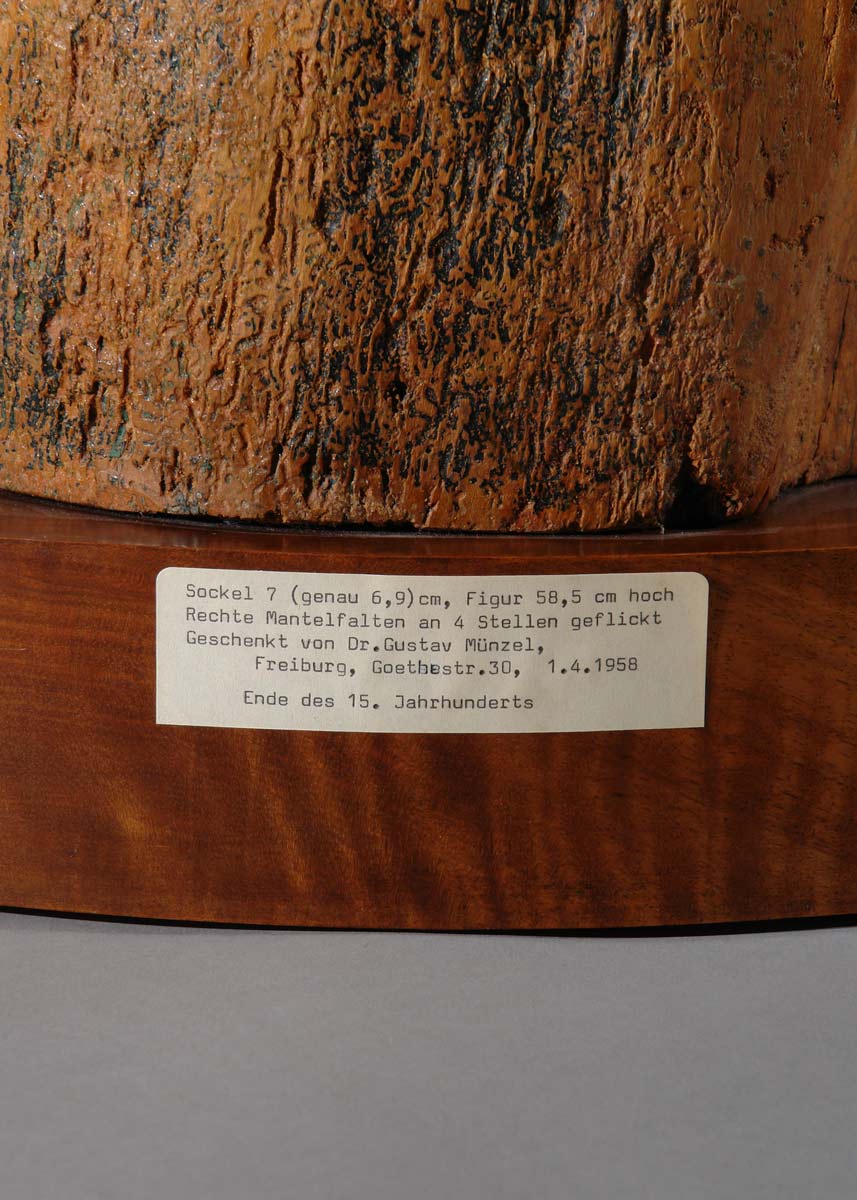 Sockel 7 (genau 6,9)cm, Figur 58,5 cm hoch
Rechte Mantelfalten an 4 Stellen geflickt
Geschenkt von Dr.Gustav Münzel,
Freiburg, Goethestr.30, 1.4.1958
Ende des 15. Jahrhunderts